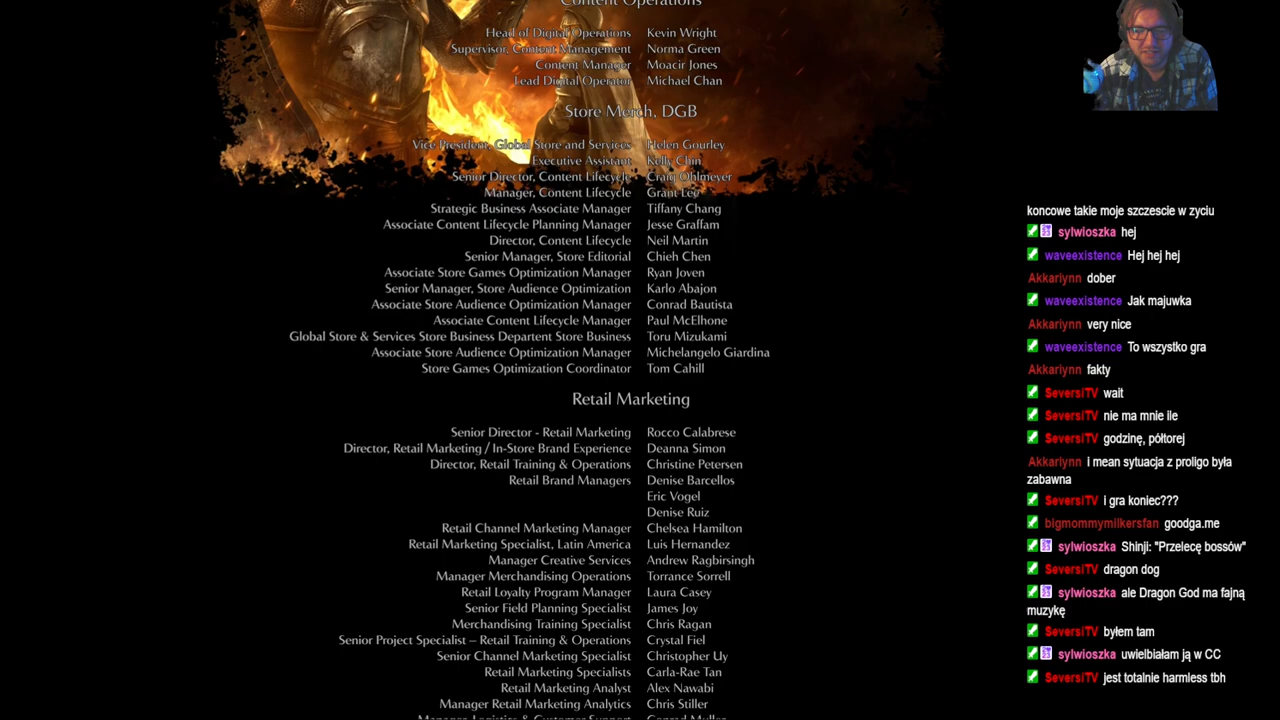 Content Operations
Head of Digital Operations Kevin Wright
Supervisor, Content Management Norma Green
Content Manager Moacir Jones
Lead Digital Operator Michael Chan
Store Merch, DGB
Vice President, Global Store and Services Helen Gourley
Executive Assistant Kelly Chin
Senior Director, Content Lifecycle Craig Ohlmeyer
Manager, Content Lifecycle Grant Leo
Strategic Business Associate Manager Tiffany Chang
Associate Content Lifecycle Planning Manager Jesse Graffam
Director, Content Lifecycle Neil Martin
Senior Manager, Store Editorial Chieh Chen
Associate Store Games Optimization Manager Ryan Joven
Senior Manager, Store Audience Optimization Karlo Abajon
Associate Store Audience Optimization Manager Conrad Bautista
Associate Content Lifecycle Manager Paul McElhone
Global Store & Services Store Business Departent Store Business Toru Mizukami
Associate Store Audience Optimization Manager Michelangelo Giardina
Store Games Optimization Coordinator Tom Cahill
Retail Marketing
Senior Director - Retail Marketing Rocco Calabrese
Director, Retail Marketing / In-Store Brand Experience Deanna Simon
Director, Retail Training & Operations Christine Petersen
Retail Brand Managers Denise Barcellos
Eric Vogel
Denise Ruiz
Retail Channel Marketing Manager Chelsea Hamilton
Retail Marketing Specialist, Latin America Luis Hernandez
Manager Creative Services Andrew Ragbirsingh
Manager Merchandising Operations Torrance Sorrell
Retail Loyalty Program Manager Laura Casey
Senior Field Planning Specialist James Joy
Merchandising Training Specialist Chris Ragan
Senior Project Specialist – Retail Training & Operations Crystal Fiel
Senior Channel Marketing Specialist Christopher Uy
Retail Marketing Specialists Carla-Rae Tan
Retail Marketing Analyst Alex Nawabi
Manager Retail Marketing Analytics Chris Stiller
Manager, Logistics & Customer Support Conrad Muller
koncowe takie moje szczescie w zyciu
sylwioszka hej
waveexistence Hej hej hej
Akkariynn dober
waveexistence Jak majuwka
Akkariynn very nice
waveexistence To wszystko gra
Akkariynn fakty
SeversiTV wait
SeversiTV nie ma mnie ile
SeversiTV godzinę, półtorej
Akkariynn i mean sytuacja z proligo była
zabawna
SeversiTV i gra koniec???
bigmommymilkersfan goodga.me
sylwioszka Shinji: "Przelecę bossów"
SeversiTV dragon dog
sylwioszka ale Dragon God ma fajną
muzykę
SeversiTV byłem tam
sylwioszka uwielbiałam ją w CC
SeversiTV jest totalnie harmless tbh